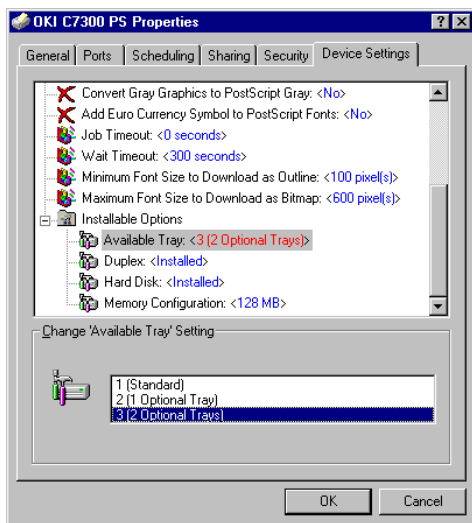 OKI C7300 PS Properties
General Ports Scheduling Sharing Security Device Settings
Convert Gray Graphics to PostScript Gray: <No>
Add Euro Currency Symbol to PostScript Fonts: <No>
Job Timeout: <0 seconds>
Wait Timeout: <300 seconds>
Minimum Font Size to Download as Outline: <100 pixel(s)>
Maximum Font Size to Download as Bitmap: <600 pixel(s)>
Installable Options
Available Tray: <3 (2 Optional Trays)>
Duplex: <Installed>
Hard Disk: <Installed>
Memory Configuration: <128 MB>
Change 'Available Tray' Setting
1 (Standard)
2 (1 Optional Tray)
3 (2 Optional Trays)
OK Cancel